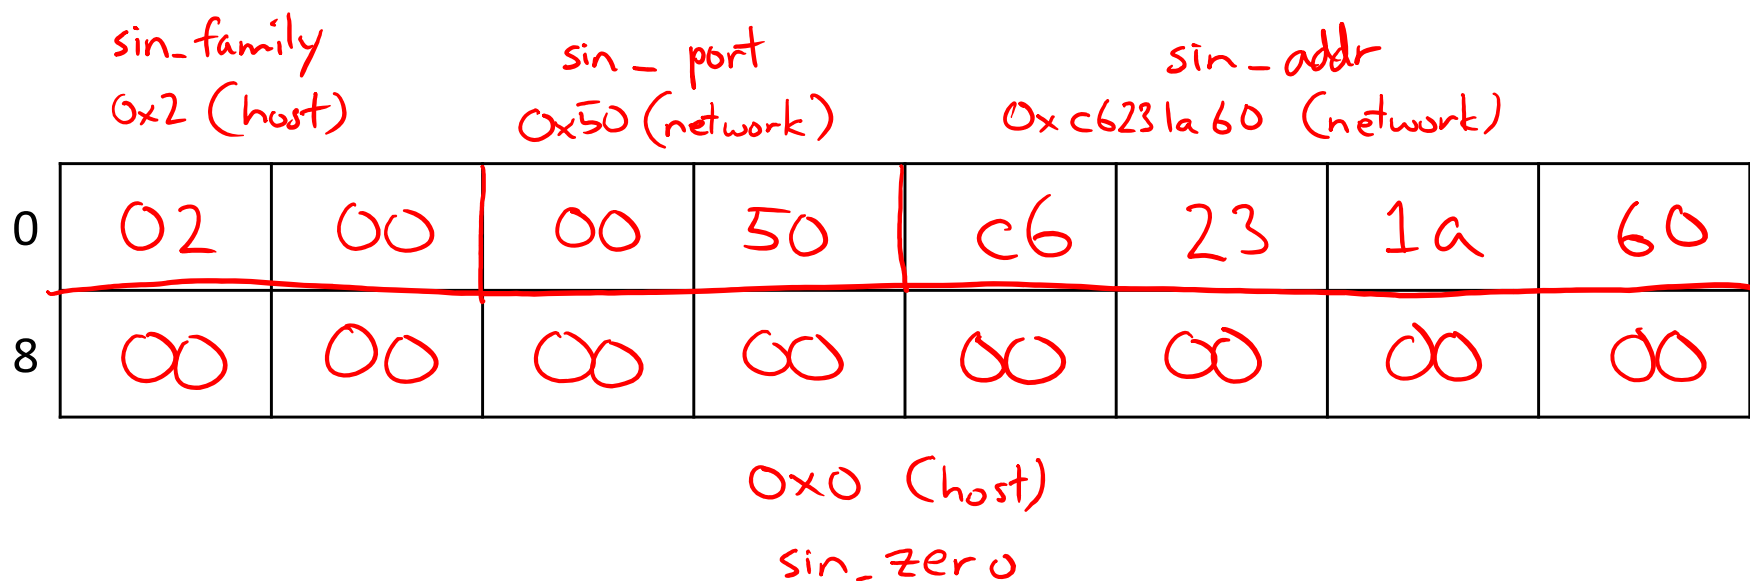 sin_family sin_port sin_addr
0x2 (host) 0x50 (network) 0xc6231a60 (network)
0 02 00 00 50 c6 23 1a 60
8 00 00 00 00 00 00 00 00
0x0 (host)
sin_zero